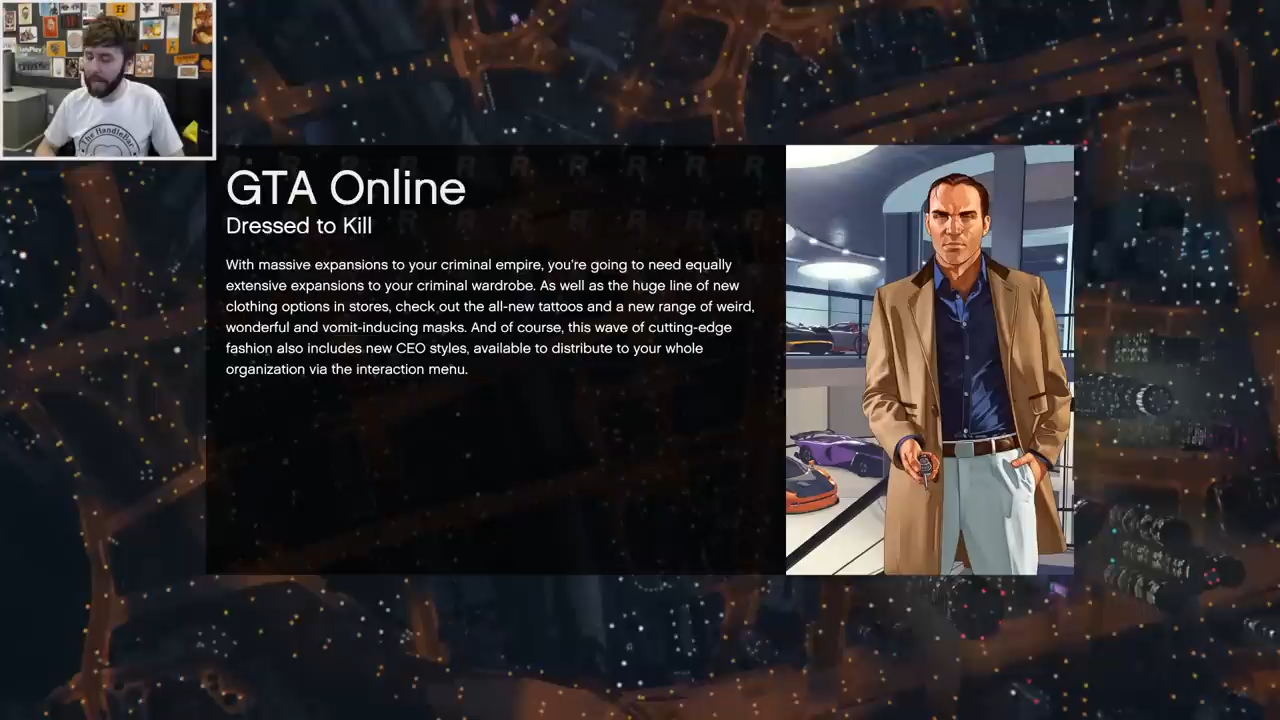 The HandleBar
GTA Online
Dressed to Kill
With massive expansions to your criminal empire, you're going to need equally
extensive expansions to your criminal wardrobe. As well as the huge line of new
clothing options in stores, check out the all-new tattoos and a new range of weird,
wonderful and vomit-inducing masks. And of course, this wave of cutting-edge
fashion also includes new CEO styles, available to distribute to your whole
organization via the interaction menu.